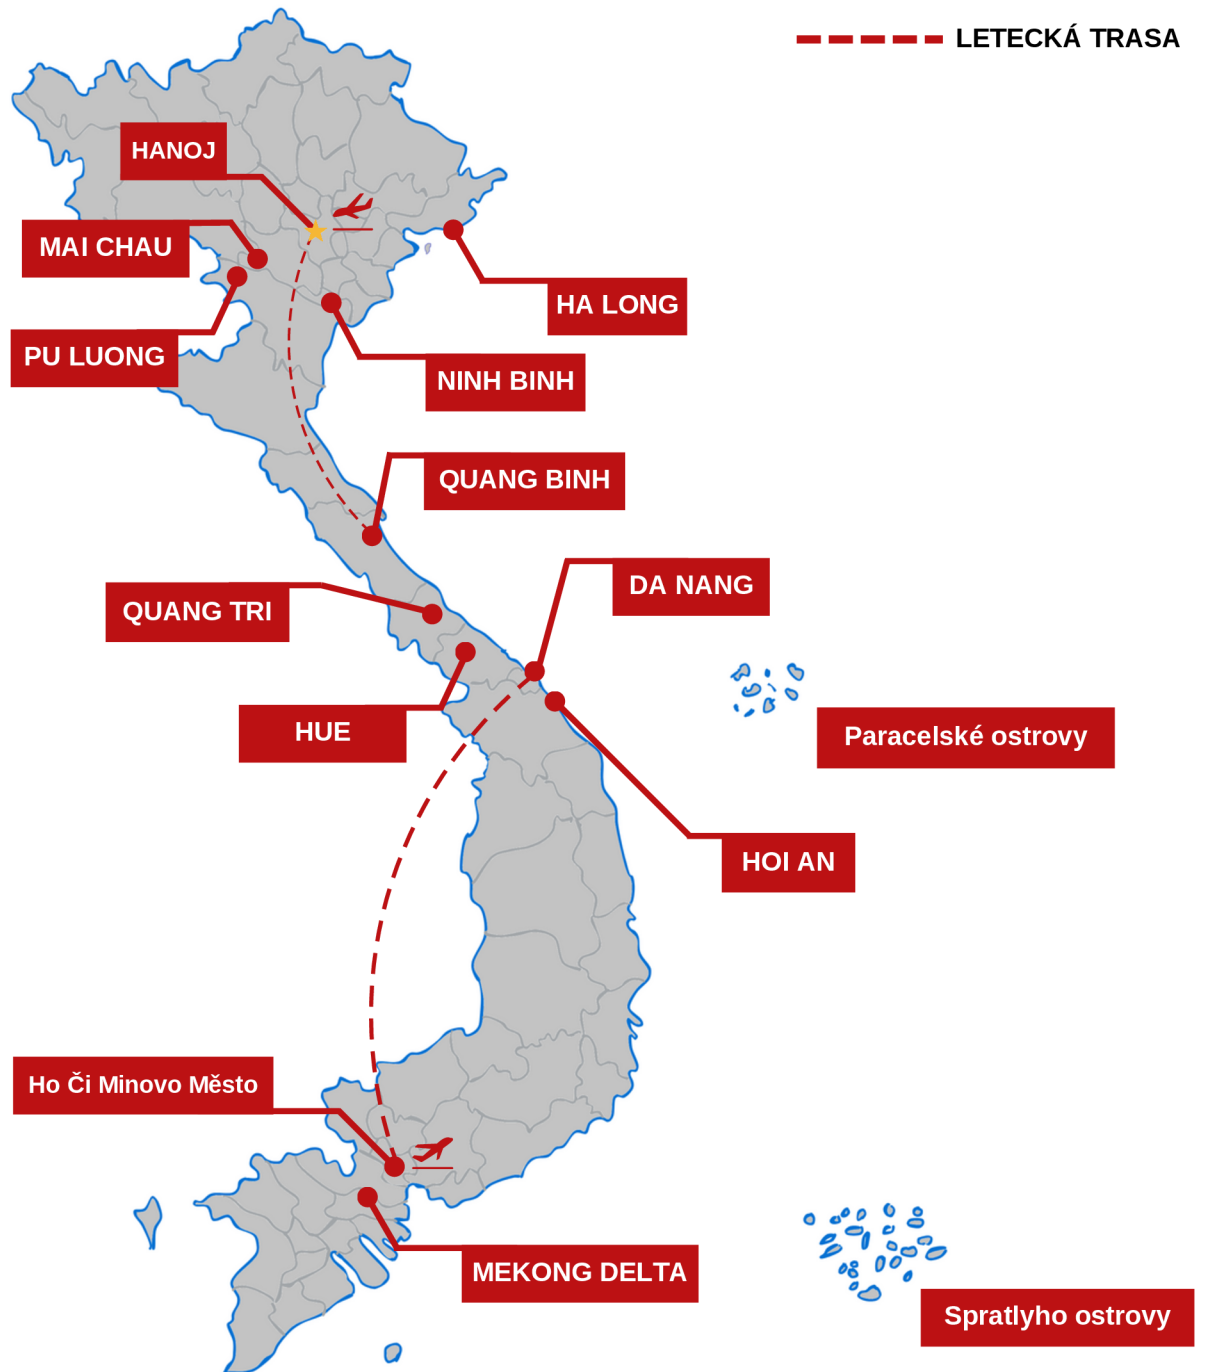 LETECKÁ TRASA
HANOJ
MAI CHAU
HA LONG
PU LUONG
NINH BINH
QUANG BINH
DA NANG
QUANG TRI
HUE
Paracelské ostrovy
HOI AN
Ho Či Minovo Město
MEKONG DELTA
Spratlyho ostrovy